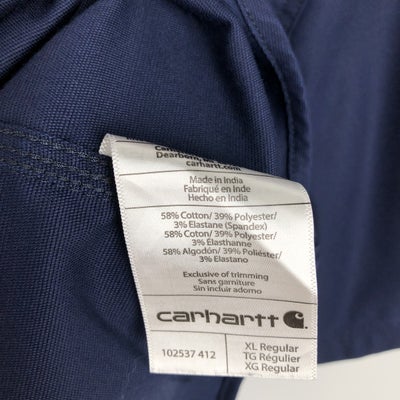 Dearborn,
carhartt.com
Made in India
Fabriqué en Inde
Hecho en India
58% Cotton/ 39% Polyester/
3% Elastane (Spandex)
58% Cotton/ 39% Polyester/
3% Elasthanne
58% Algodón/ 39% Poliéster/
3% Elastano
Exclusive of trimming
Sans garniture
Sin incluir adorno
carhartt
102537 412
XL Regular
TG Régulier
XG Regular